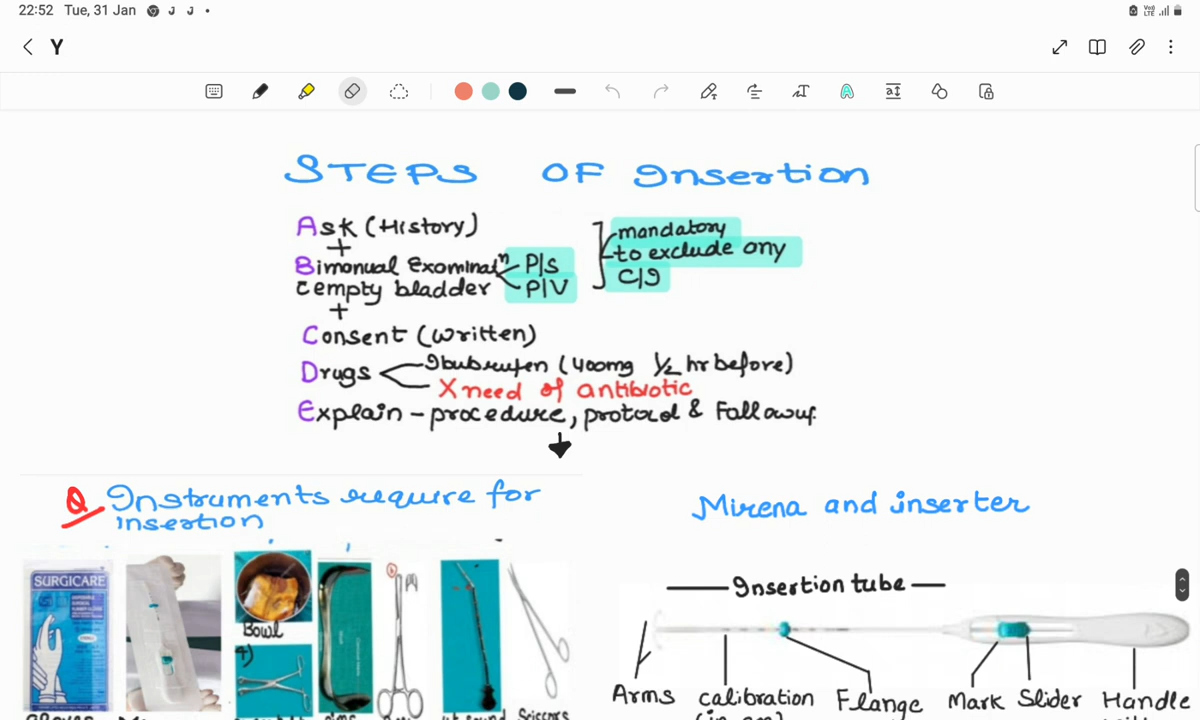 22:52 Tue, 31 Jan
Y
STEPS OF Insertion
Ask (History)
+
Bimanual Examinatn P/S
c empty bladder P/V
mandatory
to exclude any
C/I
+
Consent (written)
Drugs Ibubrufen (400mg 1/2 hr before)
X need of antibiotic
Explain - procedure, protocol & Followup
Q Instruments require for
insertion
SURGICARE
Bowl
4)
Scissors
Mirena and inserter
Insertion tube
Arms calibration Flange Mark Slider Handle